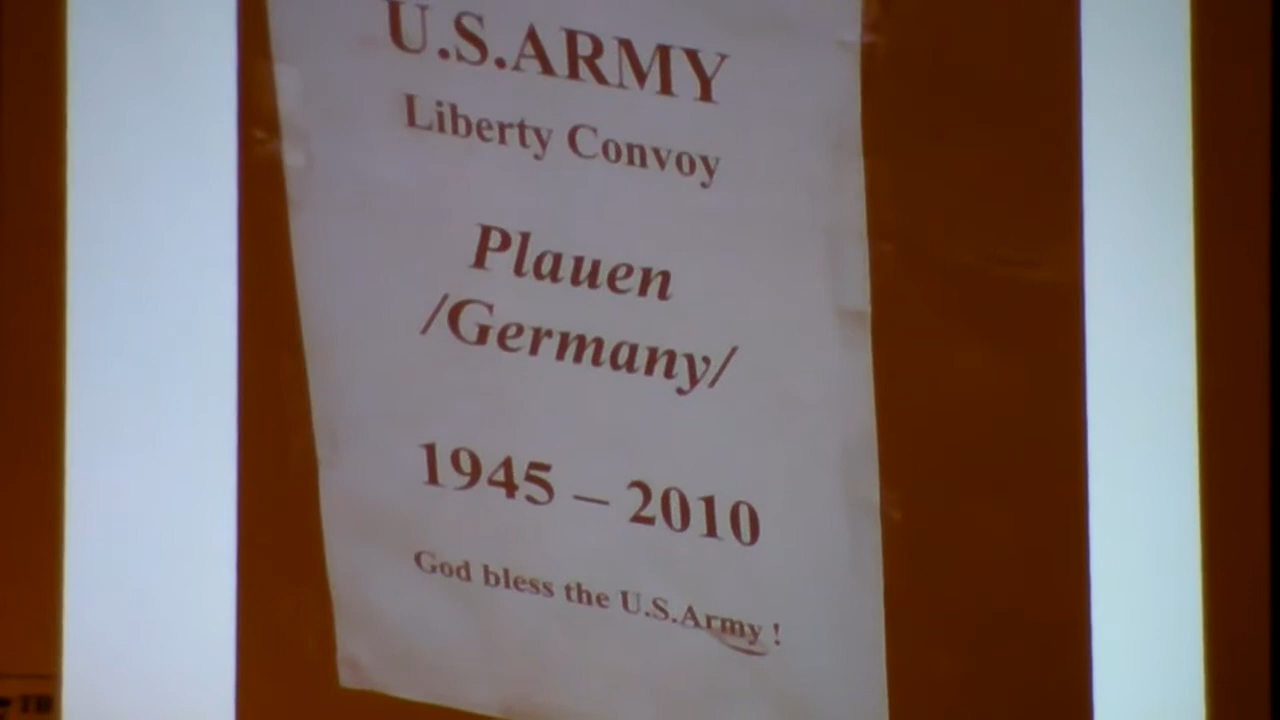 U.S.ARMY
Liberty Convoy
Plauen
/Germany/
1945 – 2010
God bless the U.S.Army !